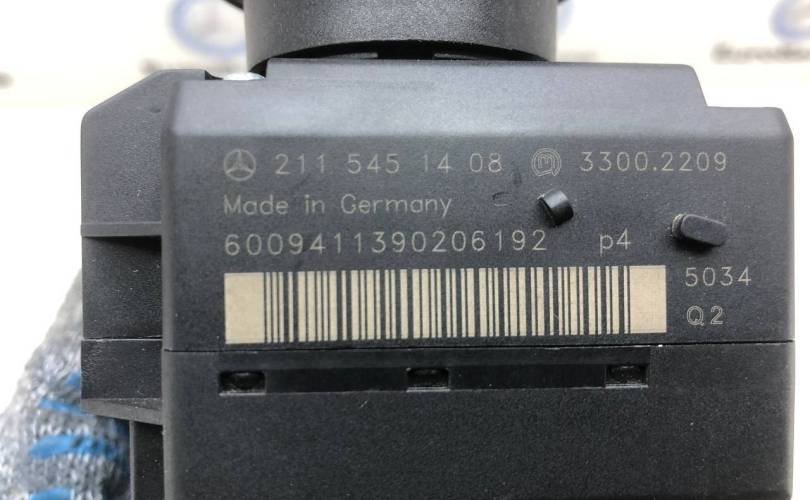 211 545 14 08 3300.2209
Made in Germany
6009411390206192 p4
5034
Q2